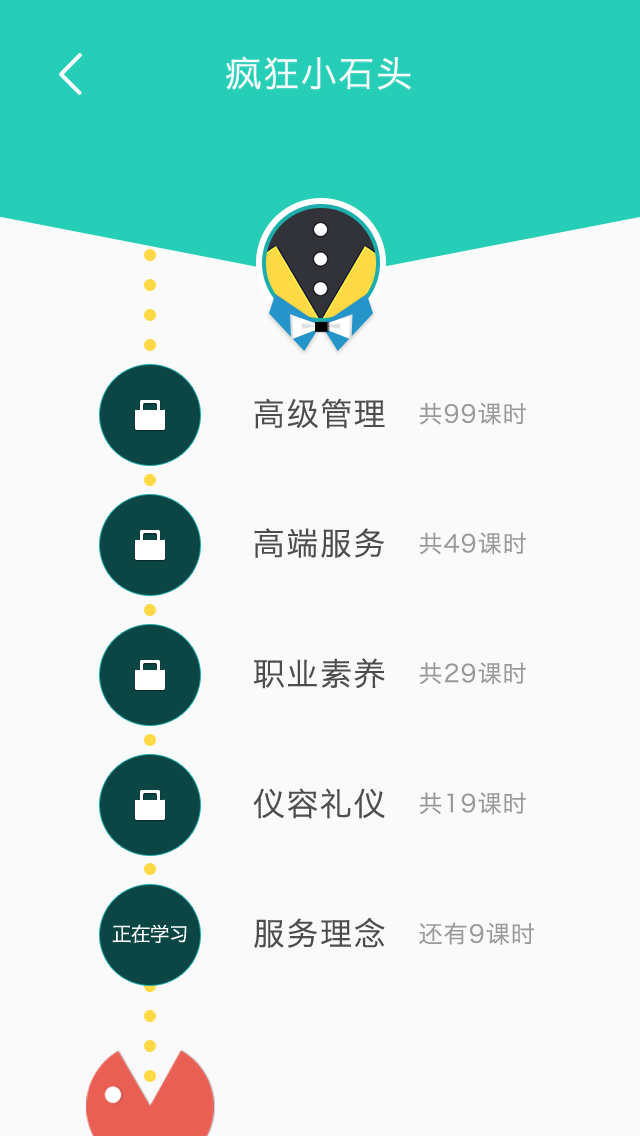 疯狂小石头
高级管理 共99课时
高端服务 共49课时
职业素养 共29课时
仪容礼仪 共19课时
正在学习 服务理念 还有9课时